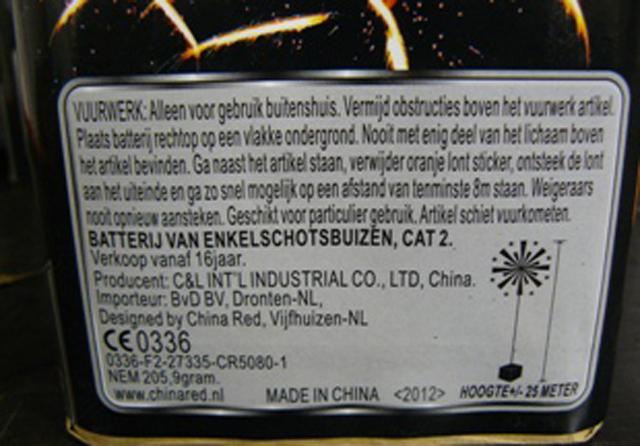 VUURWERK: Alleen voor gebruik buitenshuis. Vermijd obstructies boven het vuurwerk artikel.
Plaats batterij rechtop op een vlakke ondergrond. Nooit met enig deel van het lichaam boven
het artikel bevinden. Ga naast het artikel staan, verwijder oranje lont sticker, ontsteek de lont
aan het uiteinde en ga zo snel mogelijk op een afstand van tenminste 8m staan. Weigeraars
nooit opnieuw aansteken. Geschikt voor particulier gebruik. Artikel schiet vuurkometen.
BATTERIJ VAN ENKELSCHOTSBUIZEN, CAT 2.
Verkoop vanaf 16jaar.
Producent: C&L INT'L INDUSTRIAL CO., LTD, China.
Importeur: BvD BV, Dronten-NL,
Designed by China Red, Vijfhuizen-NL
CE0336
0336-F2-27335-CR5080-1
NEM 205,9gram.
www.chinared.nl MADE IN CHINA <2012> HOOGTE+/- 25 METER